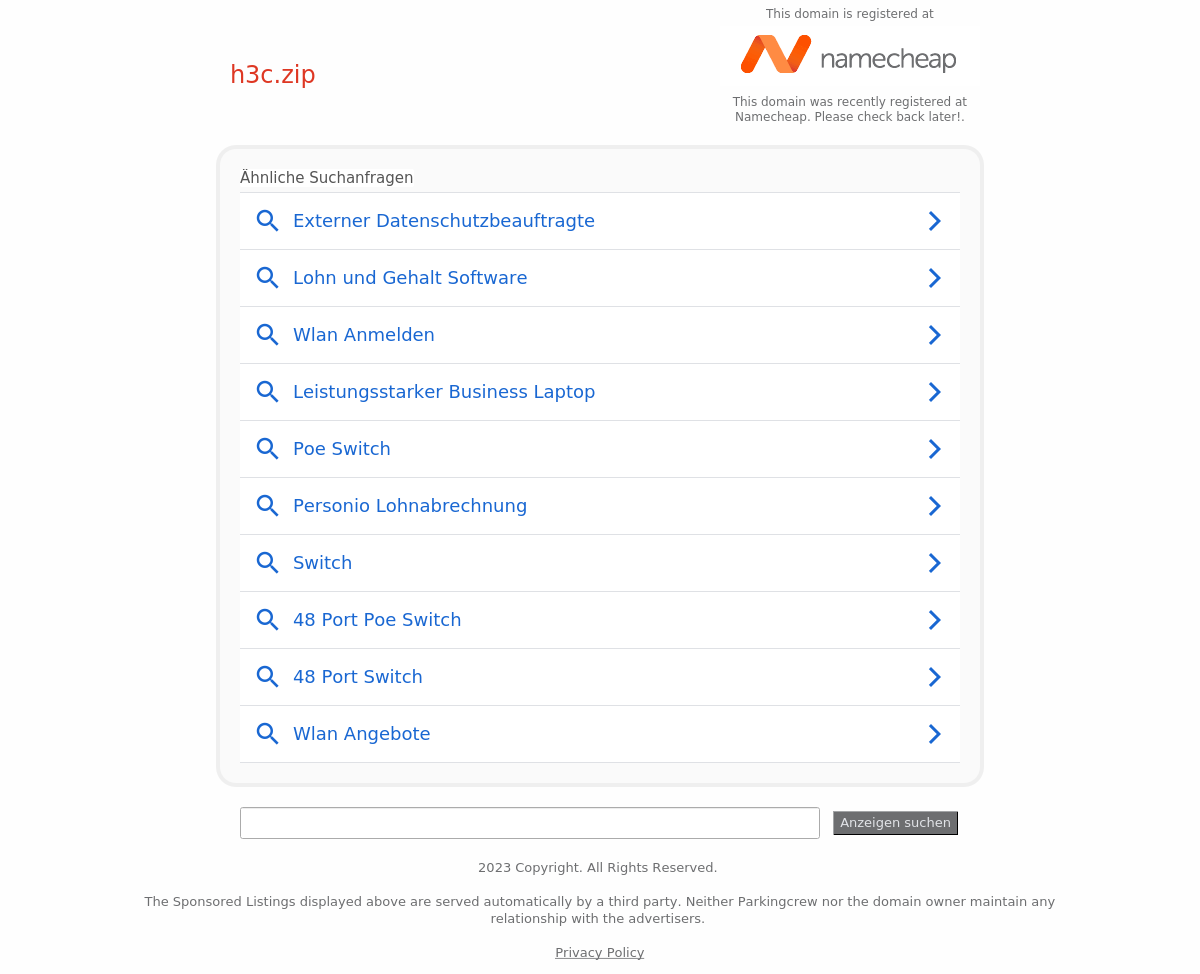 This domain is registered at
h3c.zip
namecheap
This domain was recently registered at
Namecheap. Please check back later!.
Ähnliche Suchanfragen
Externer Datenschutzbeauftragte
Lohn und Gehalt Software
Wlan Anmelden
Leistungsstarker Business Laptop
Poe Switch
Personio Lohnabrechnung
Switch
48 Port Poe Switch
48 Port Switch
Wlan Angebote
Anzeigen suchen
2023 Copyright. All Rights Reserved.
The Sponsored Listings displayed above are served automatically by a third party. Neither Parkingcrew nor the domain owner maintain any
relationship with the advertisers.
Privacy Policy